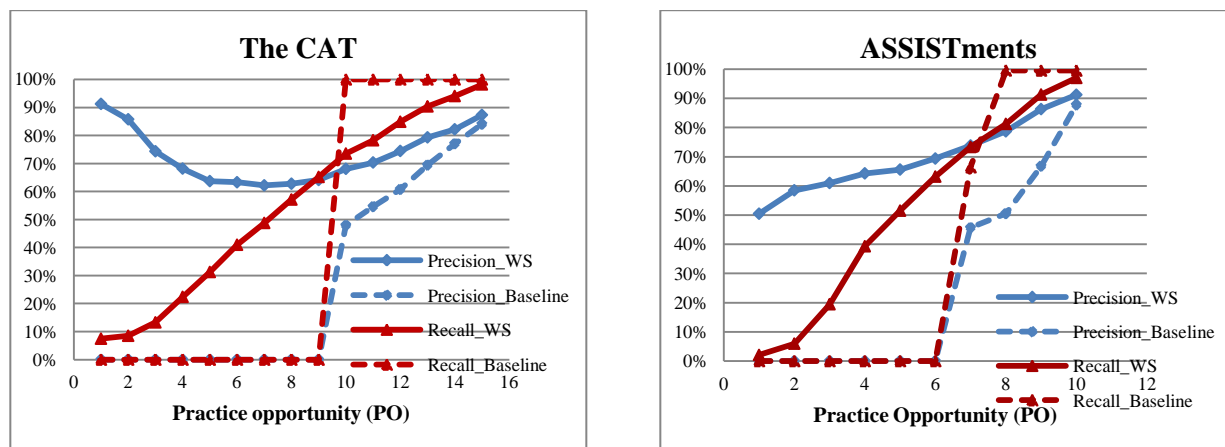 The CAT
100%
90%
80%
70%
60%
50%
40%
30%
20%
10%
0%
0 2 4 6 8 10 12 14 16
Practice opportunity (PO)
Precision_WS
Precision_Baseline
Recall_WS
Recall_Baseline
ASSISTments
100%
90%
80%
70%
60%
50%
40%
30%
20%
10%
0%
0 2 4 6 8 10 12
Practice Opportunity (PO)
Precision_WS
Precision_Baseline
Recall_WS
Recall_Baseline